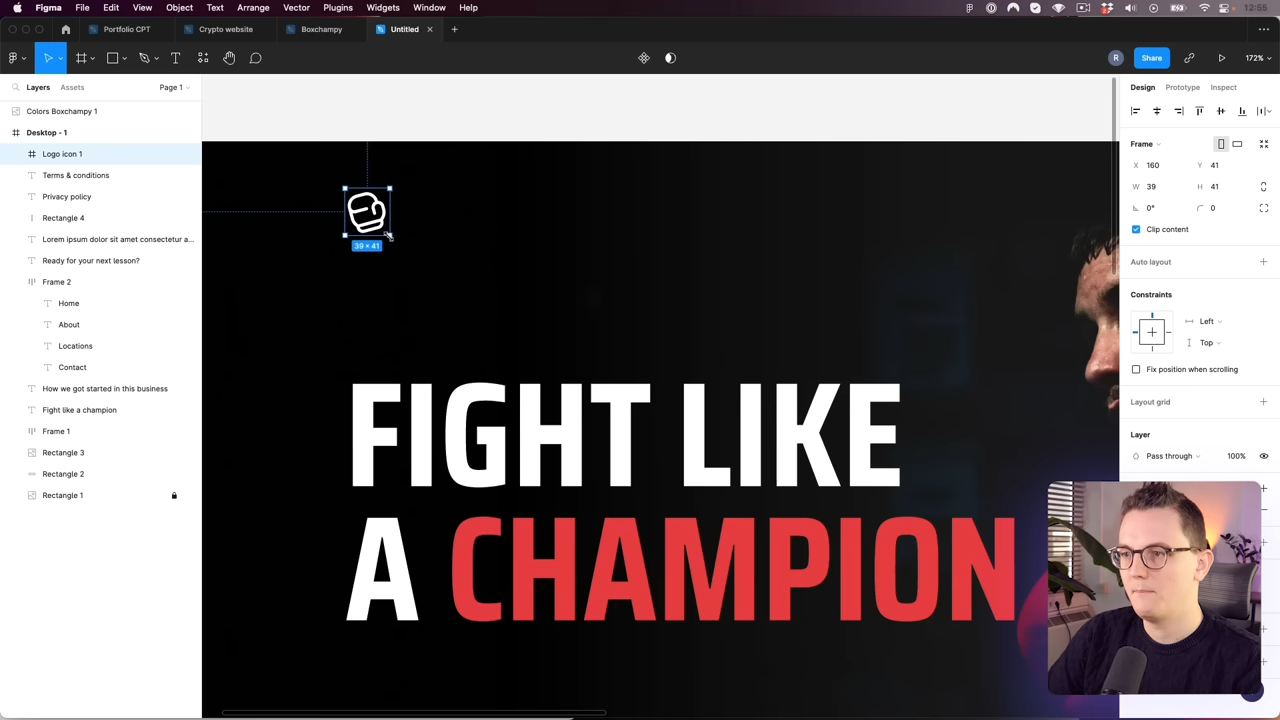 Figma File Edit View Object Text Arrange Vector Plugins Widgets Window Help 12:55
Portfolio CPT Crypto website Boxchampy Untitled
R Share 172%
Layers Assets Page 1
Colors Boxchampy 1
Desktop - 1
Logo icon 1
Terms & conditions
Privacy policy
Rectangle 4
Lorem ipsum dolor sit amet consectetur a...
Ready for your next lesson?
Frame 2
Home
About
Locations
Contact
How we got started in this business
Fight like a champion
Frame 1
Rectangle 3
Rectangle 2
Rectangle 1
39 × 41
FIGHT LIKE
A CHAMPION
Design Prototype Inspect
Frame
X 160 Y 41
W 39 H 41
0° 0
Clip content
Auto layout
Constraints
Left
Top
Fix position when scrolling
Layout grid
Layer
Pass through 100%